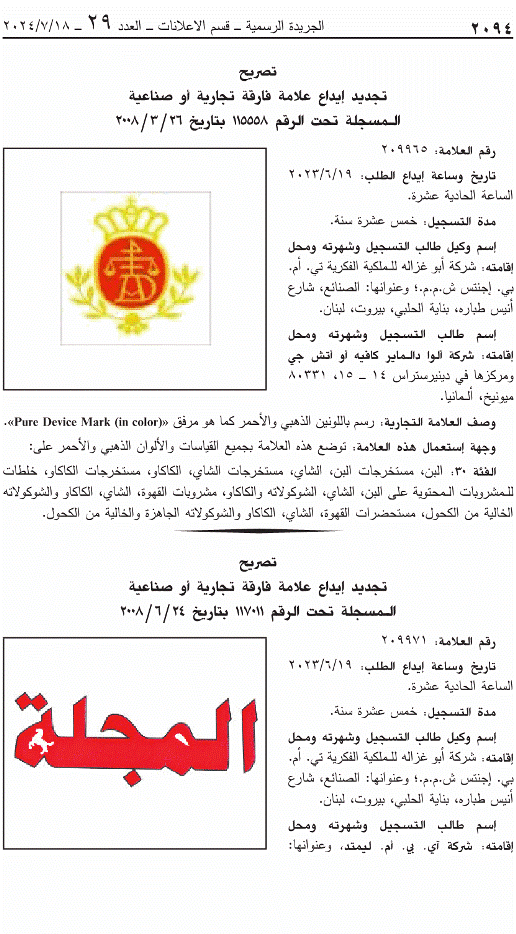 ٢٠٩٤ الجريدة الرسمية ــ قسم الاعلانات ــ العدد ٢٩ ــ ٢٠٢٤/٧/١٨
تصريح
تجديد إيداع علامة فارقة تجارية أو صناعية
المسجلة تحت الرقم ١١٥٥٥٨ بتاريخ ٢٠٠٨/٣/٢٦
رقم العلامة: ٢٠٩٩٦٥
تاريخ وساعة إيداع الطلب: ٢٠٢٣/٦/١٩
الساعة الحادية عشرة.
مدة التسجيل: خمس عشرة سنة.
إسم وكيل طالب التسجيل وشهرته ومحل
إقامته: شركة أبو غزاله للملكية الفكرية تي. أم.
بي. إجنتس ش.م.م.؛ وعنوانها: الصنائع، شارع
أنيس طباره، بناية الحلبي، بيروت، لبنان.
إسم طالب التسجيل وشهرته ومحل
إقامته: شركة ألوا دالماير كافيه أو أتش جي
ومركزها في دينيرستراس ١٤ ــ ١٥، ٨٠٣٣١
ميونيخ، ألمانيا.
وصف العلامة التجارية: رسم باللونين الذهبي والأحمر كما هو مرفق «Pure Device Mark (in color)».
وجهة إستعمال هذه العلامة: توضع هذه العلامة بجميع القياسات والألوان الذهبي والأحمر على:
الفئة ٣٠: البن، مستخرجات البن، الشاي، مستخرجات الشاي، الكاكاو، مستخرجات الكاكاو، خلطات
للمشروبات المحتوية على البن، الشاي، الشوكولاته والكاكاو، مشروبات القهوة، الشاي، الكاكاو والشوكولاته
الخالية من الكحول، مستحضرات القهوة، الشاي، الكاكاو والشوكولاته الجاهزة والخالية من الكحول.
تصريح
تجديد إيداع علامة فارقة تجارية أو صناعية
المسجلة تحت الرقم ١١٧٠١١ بتاريخ ٢٠٠٨/٦/٢٤
رقم العلامة: ٢٠٩٩٧١
تاريخ وساعة إيداع الطلب: ٢٠٢٣/٦/١٩
الساعة الحادية عشرة.
مدة التسجيل: خمس عشرة سنة.
إسم وكيل طالب التسجيل وشهرته ومحل
إقامته: شركة أبو غزاله للملكية الفكرية تي. أم.
بي. إجنتس ش.م.م.؛ وعنوانها: الصنائع، شارع
أنيس طباره، بناية الحلبي، بيروت، لبنان.
إسم طالب التسجيل وشهرته ومحل
إقامته: شركة آي. بي. أم. ليمتد، وعنوانها:
المجلة